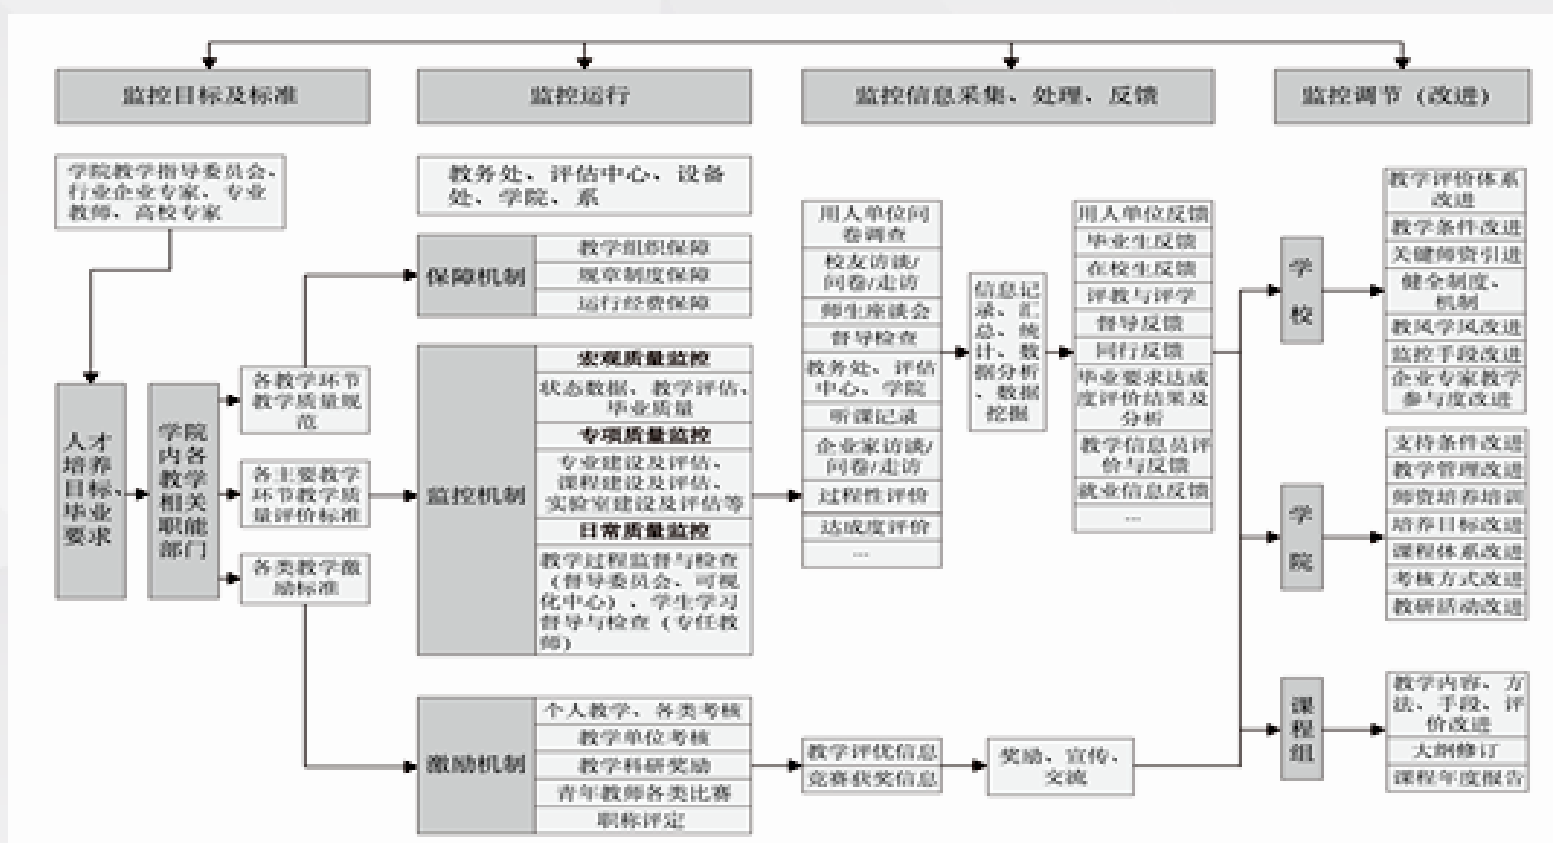 监控目标及标准
监控运行
监控信息采集、处理、反馈
监控调节（改进）
学院教学指导委员会、
行业企业专家、专业
教师、高校专家
人才
培养
目标、
毕业
要求
学院
内各
教学
相关
职能
部门
各教学环节
教学质量规
范
各主要教学
环节教学质
量评价标准
各类教学激
励标准
教务处、评估中心、设备
处、学院、系
保障机制
教学组织保障
规章制度保障
运行经费保障
监控机制
宏观质量监控
状态数据、教学评估、
毕业质量
专项质量监控
专业建设及评估、
课程建设及评估、
实验室建设及评估等
日常质量监控
教学过程监督与检查
（督导委员会、可视
化中心）、学生学习
督导与检查（专任教
师）
激励机制
个人教学、各类考核
教学单位考核
教学科研奖励
青年教师各类比赛
职称评定
用人单位问
卷调查
校友访谈/
问卷/走访
师生座谈会
督导检查
教务处、评估
中心、学院
听课记录
企业家访谈/
问卷/走访
过程性评价
达成度评价
...
信息记
录、汇
总、统
计、数
据分析
、数据
挖掘
用人单位反馈
毕业生反馈
在校生反馈
评教与评学
督导反馈
同行反馈
毕业要求达成
度评价结果及
分析
教学信息员评
价与反馈
就业信息反馈
...
教学评优信息
竞赛获奖信息
奖励、宣传、
交流
学
校
教学评价体系
改进
教学条件改进
关键师资引进
健全制度、
机制
教风学风改进
监控手段改进
企业专家教学
参与度改进
学
院
支持条件改进
教学管理改进
师资培养培训
培养目标改进
课程体系改进
考核方式改进
教研活动改进
课
程
组
教学内容、方
法、手段、评
价改进
大纲修订
课程年度报告